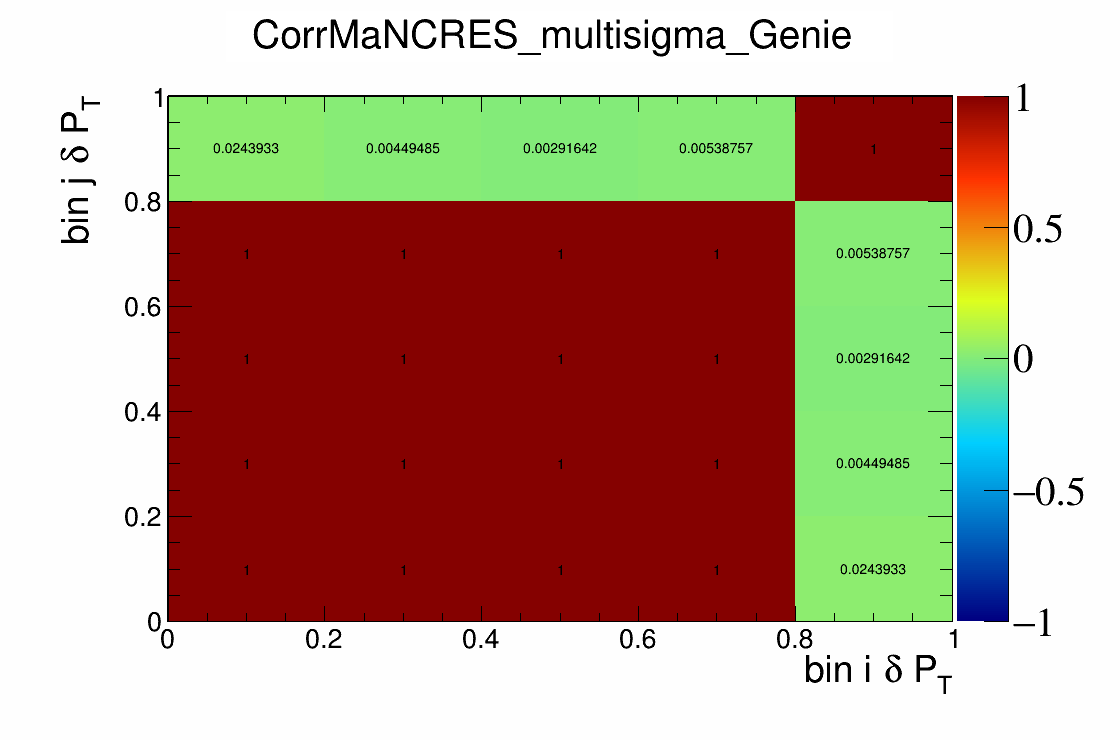 CorrMaNCRES_multisigma_Genie
bin j δ P_T
1
0.8
0.6
0.4
0.2
0
0.0243933 0.00449485 0.00291642 0.00538757 1
1 1 1 1 0.00538757
1 1 1 1 0.00291642
1 1 1 1 0.00449485
1 1 1 1 0.0243933
0 0.2 0.4 0.6 0.8 1
bin i δ P_T
1
0.5
0
−0.5
−1